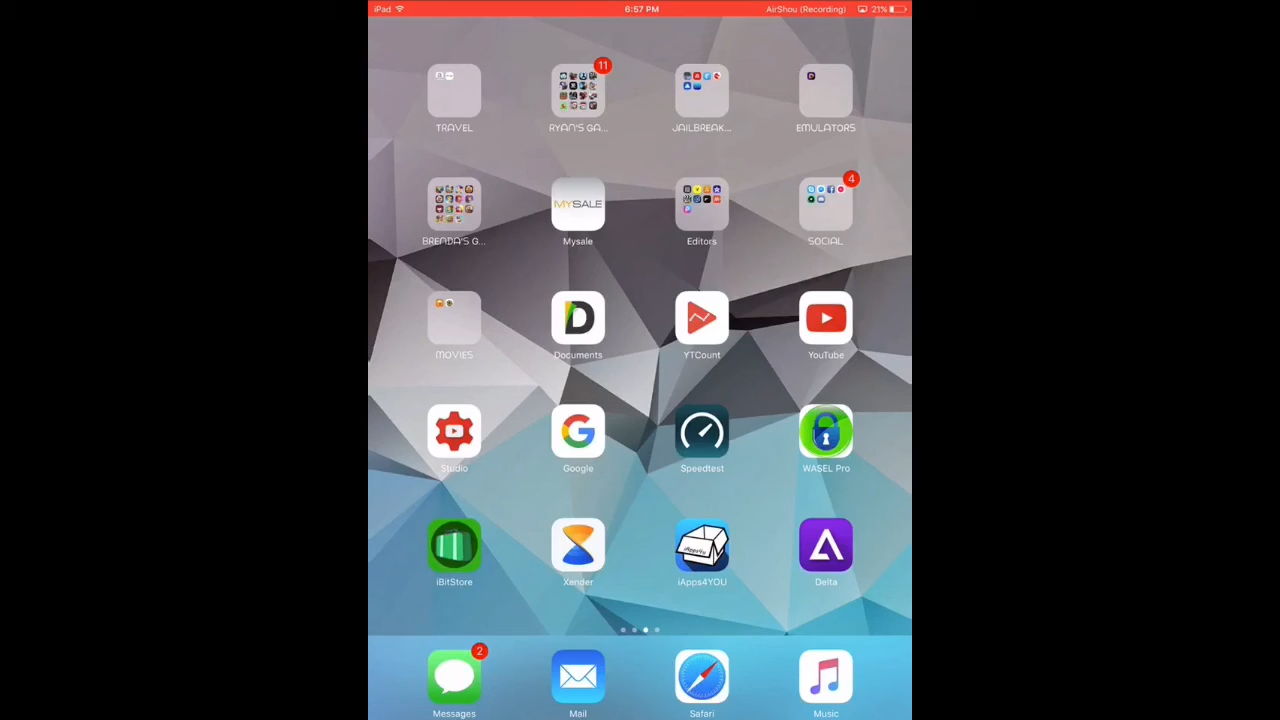 iPad 6:57 PM AirShou (Recording) 21%
11
TRAVEL RYAN'S GA... JAILBREAK... EMULATORS
4
MYSALE
BRENDA'S G... Mysale Editors SOCIAL
MOVIES Documents YTCount YouTube
Studio Google Speedtest WASEL Pro
iApps4u
iBitStore Xender iApps4YOU Delta
2
Messages Mail Safari Music